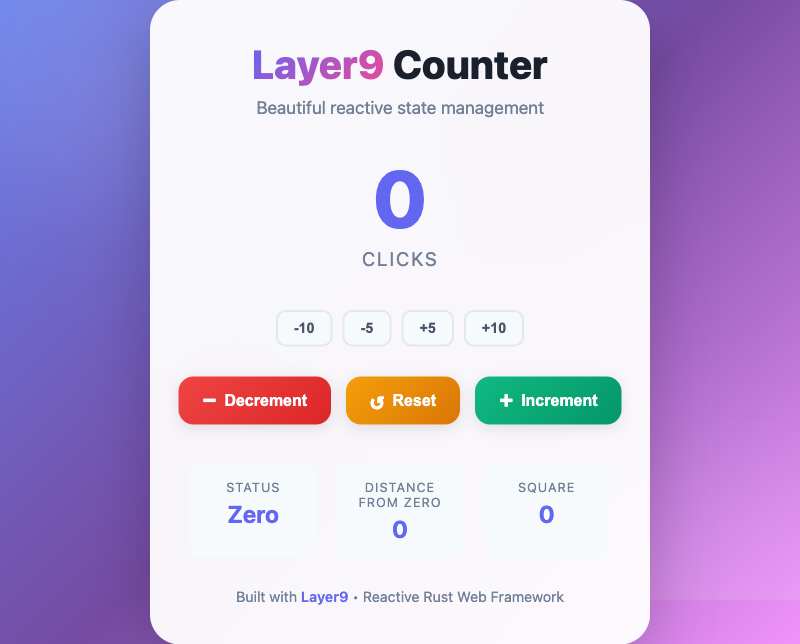 Layer9 Counter
Beautiful reactive state management
0
CLICKS
-10 -5 +5 +10
− Decrement ↺ Reset + Increment
STATUS
Zero
DISTANCE
FROM ZERO
0
SQUARE
0
Built with Layer9 • Reactive Rust Web Framework